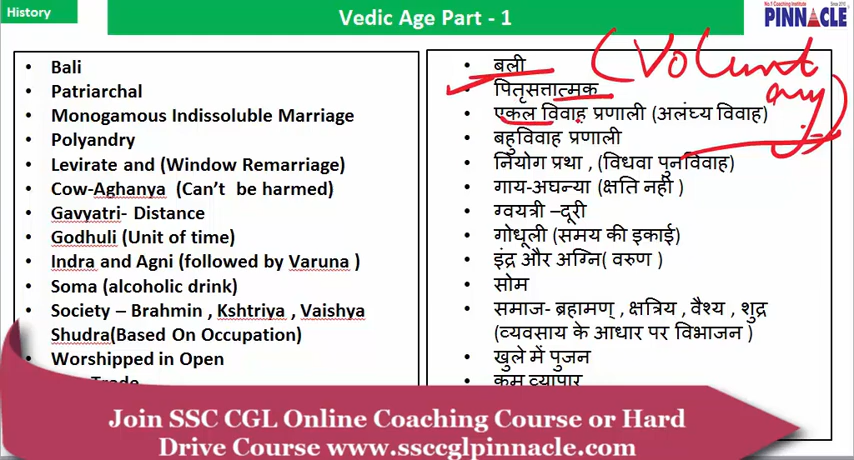 History
Vedic Age Part - 1
No.1 Coaching Institute
PINNACLE
Bali
Patriarchal
Monogamous Indissoluble Marriage
Polyandry
Levirate and (Window Remarriage)
Cow-Aghanya (Can't be harmed)
Gavyatri- Distance
Godhuli (Unit of time)
Indra and Agni (followed by Varuna )
Soma (alcoholic drink)
Society – Brahmin , Kshtriya , Vaishya
Shudra(Based On Occupation)
Worshipped in Open
Trade
बली
पितृसत्तात्मक
एकल विवाह प्रणाली (अलंघ्य विवाह)
बहुविवाह प्रणाली
नियोग प्रथा , (विधवा पुनर्विवाह)
गाय-अघन्या (क्षति नही )
ग्वयत्री –दूरी
गोधूली (समय की इकाई)
इंद्र और अग्नि( वरुण )
सोम
समाज- ब्रहामण् , क्षत्रिय , वैश्य , शुद्र
(व्यवसाय के आधार पर विभाजन )
खुले में पुजन
कम व्यापार
(Volunt
ary)
Join SSC CGL Online Coaching Course or Hard
Drive Course www.ssccglpinnacle.com